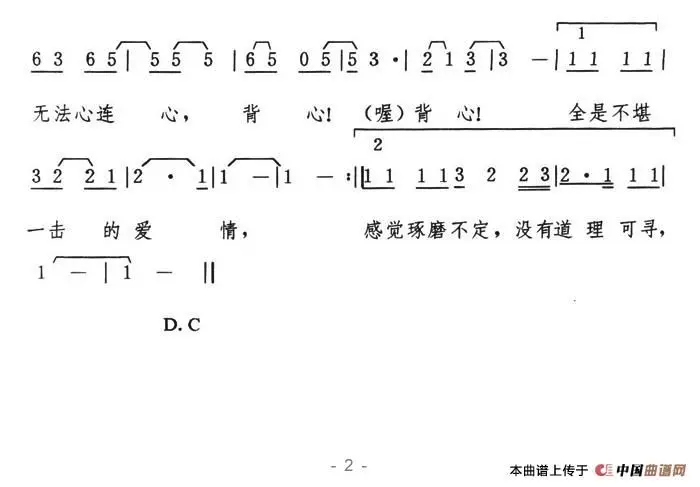 6 3 6 5 | 5 5 5 | 6 5 0 5 | 5 3 · | 2 1 3 | 3 — | 1 1 1 1 |
1
无法心连 心， 背 心!（喔）背 心! 全是不堪
2
3 2 2 1 | 2 · 1 | 1 — | 1 — :|| 1 1 1 1 3 2 2 3 | 2 · 1 1 1 |
一击 的 爱 情， 感觉琢磨不定，没有道 理 可寻，
1 — | 1 — ||
D. C
- 2 -
本曲谱上传于 中国曲谱网